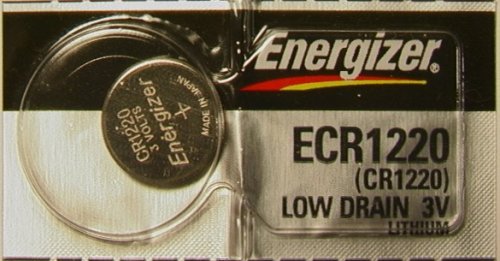 Energizer®
ECR1220
(CR1220)
LOW DRAIN 3V
LITHIUM
CR1220
3 VOLTS
Energizer
+
MADE IN JAPAN